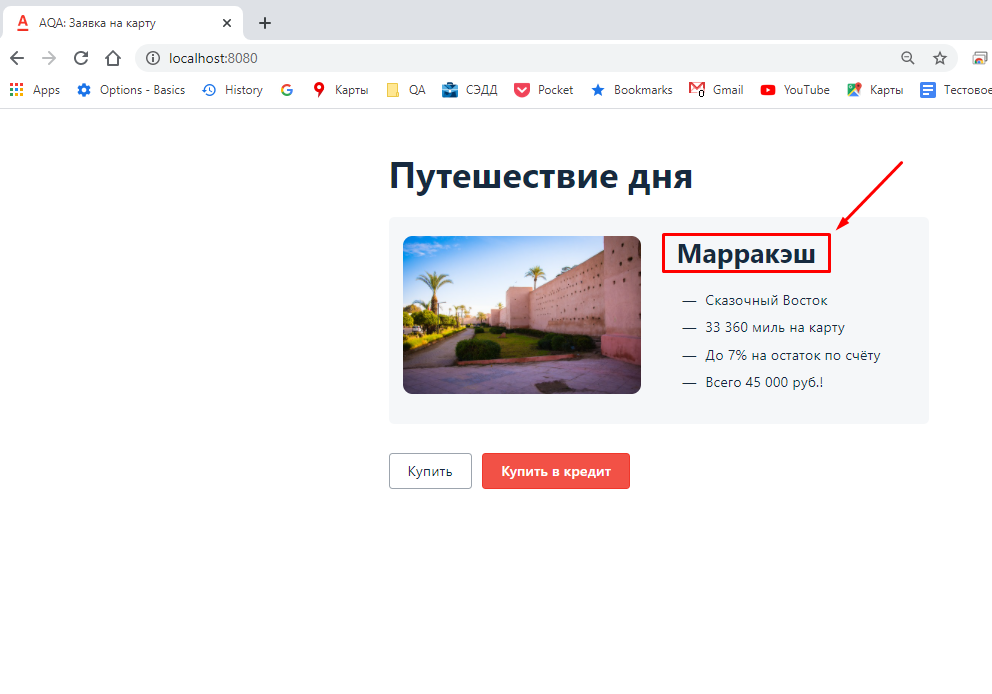 AQA: Заявка на карту
localhost:8080
Apps Options - Basics History Карты QA СЭДД Pocket Bookmarks Gmail YouTube Карты Тестовое
Путешествие дня
Марракэш
— Сказочный Восток
— 33 360 миль на карту
— До 7% на остаток по счёту
— Всего 45 000 руб.!
Купить Купить в кредит